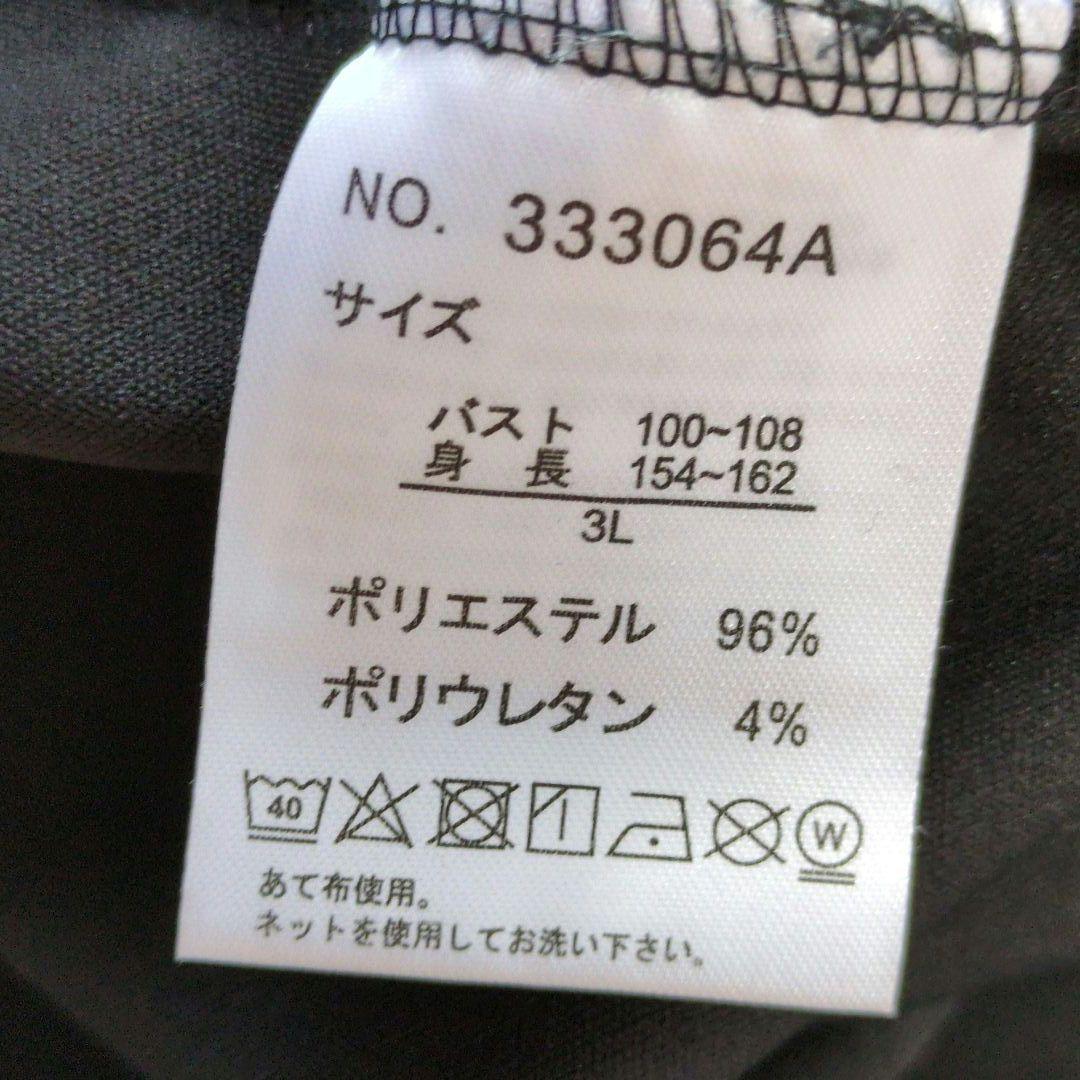 NO. 333064A
サイズ
バスト 100~108
身長 154~162
3L
ポリエステル 96%
ポリウレタン 4%
40 W
あて布使用。
ネットを使用してお洗い下さい。